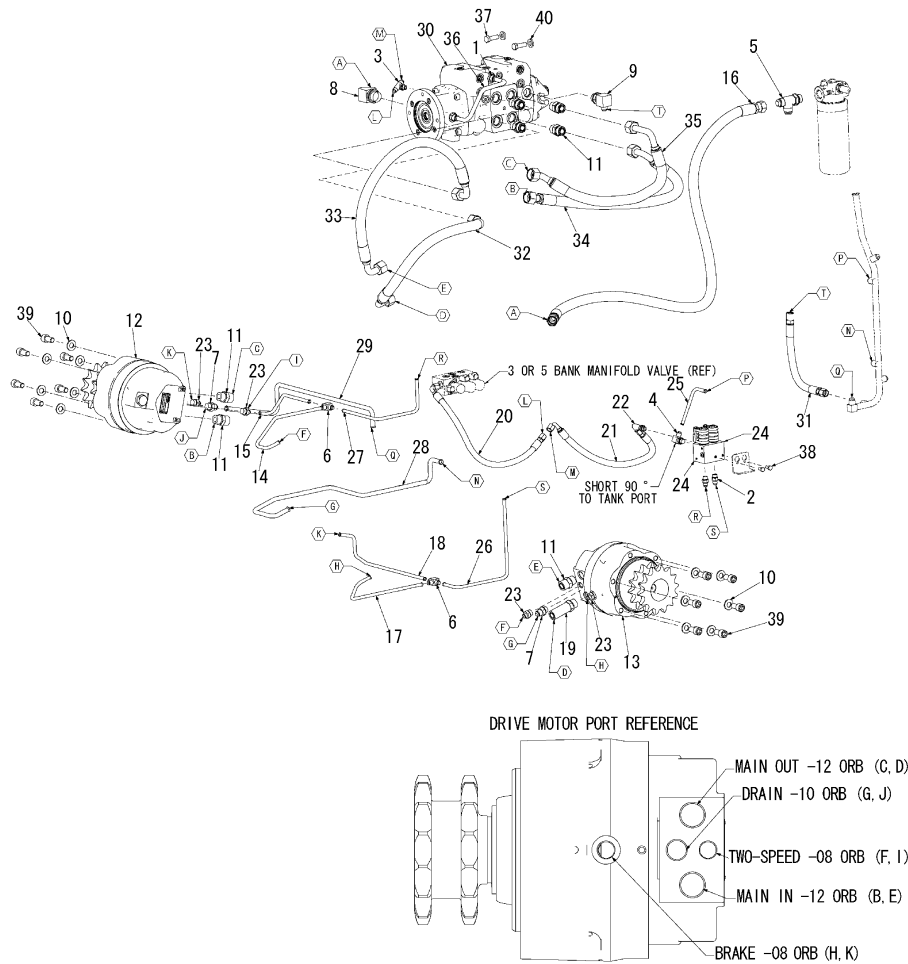 37
40
M
30
1
3
36
5
A
9
16
8
L
T
35
11
C
B
33
34
32
E
P
D
A
T
39
10
12
N
11
K
23
7
C
29
R
3 OR 5 BANK MANIFOLD VALVE (REF)
23
I
25
P
4
Q
22
L
31
24
J
20
B
15
F
6
21
11
27
Q
M
38
14
28
SHORT 90 °
TO TANK PORT
24
2
N
R
S
S
G
K
18
26
11
E
H
10
23
6
F
39
17
G
7
19
23
13
D
H
DRIVE MOTOR PORT REFERENCE
MAIN OUT -12 ORB (C,D)
DRAIN -10 ORB (G,J)
TWO-SPEED -08 ORB (F,I)
MAIN IN -12 ORB (B,E)
BRAKE -08 ORB (H,K)